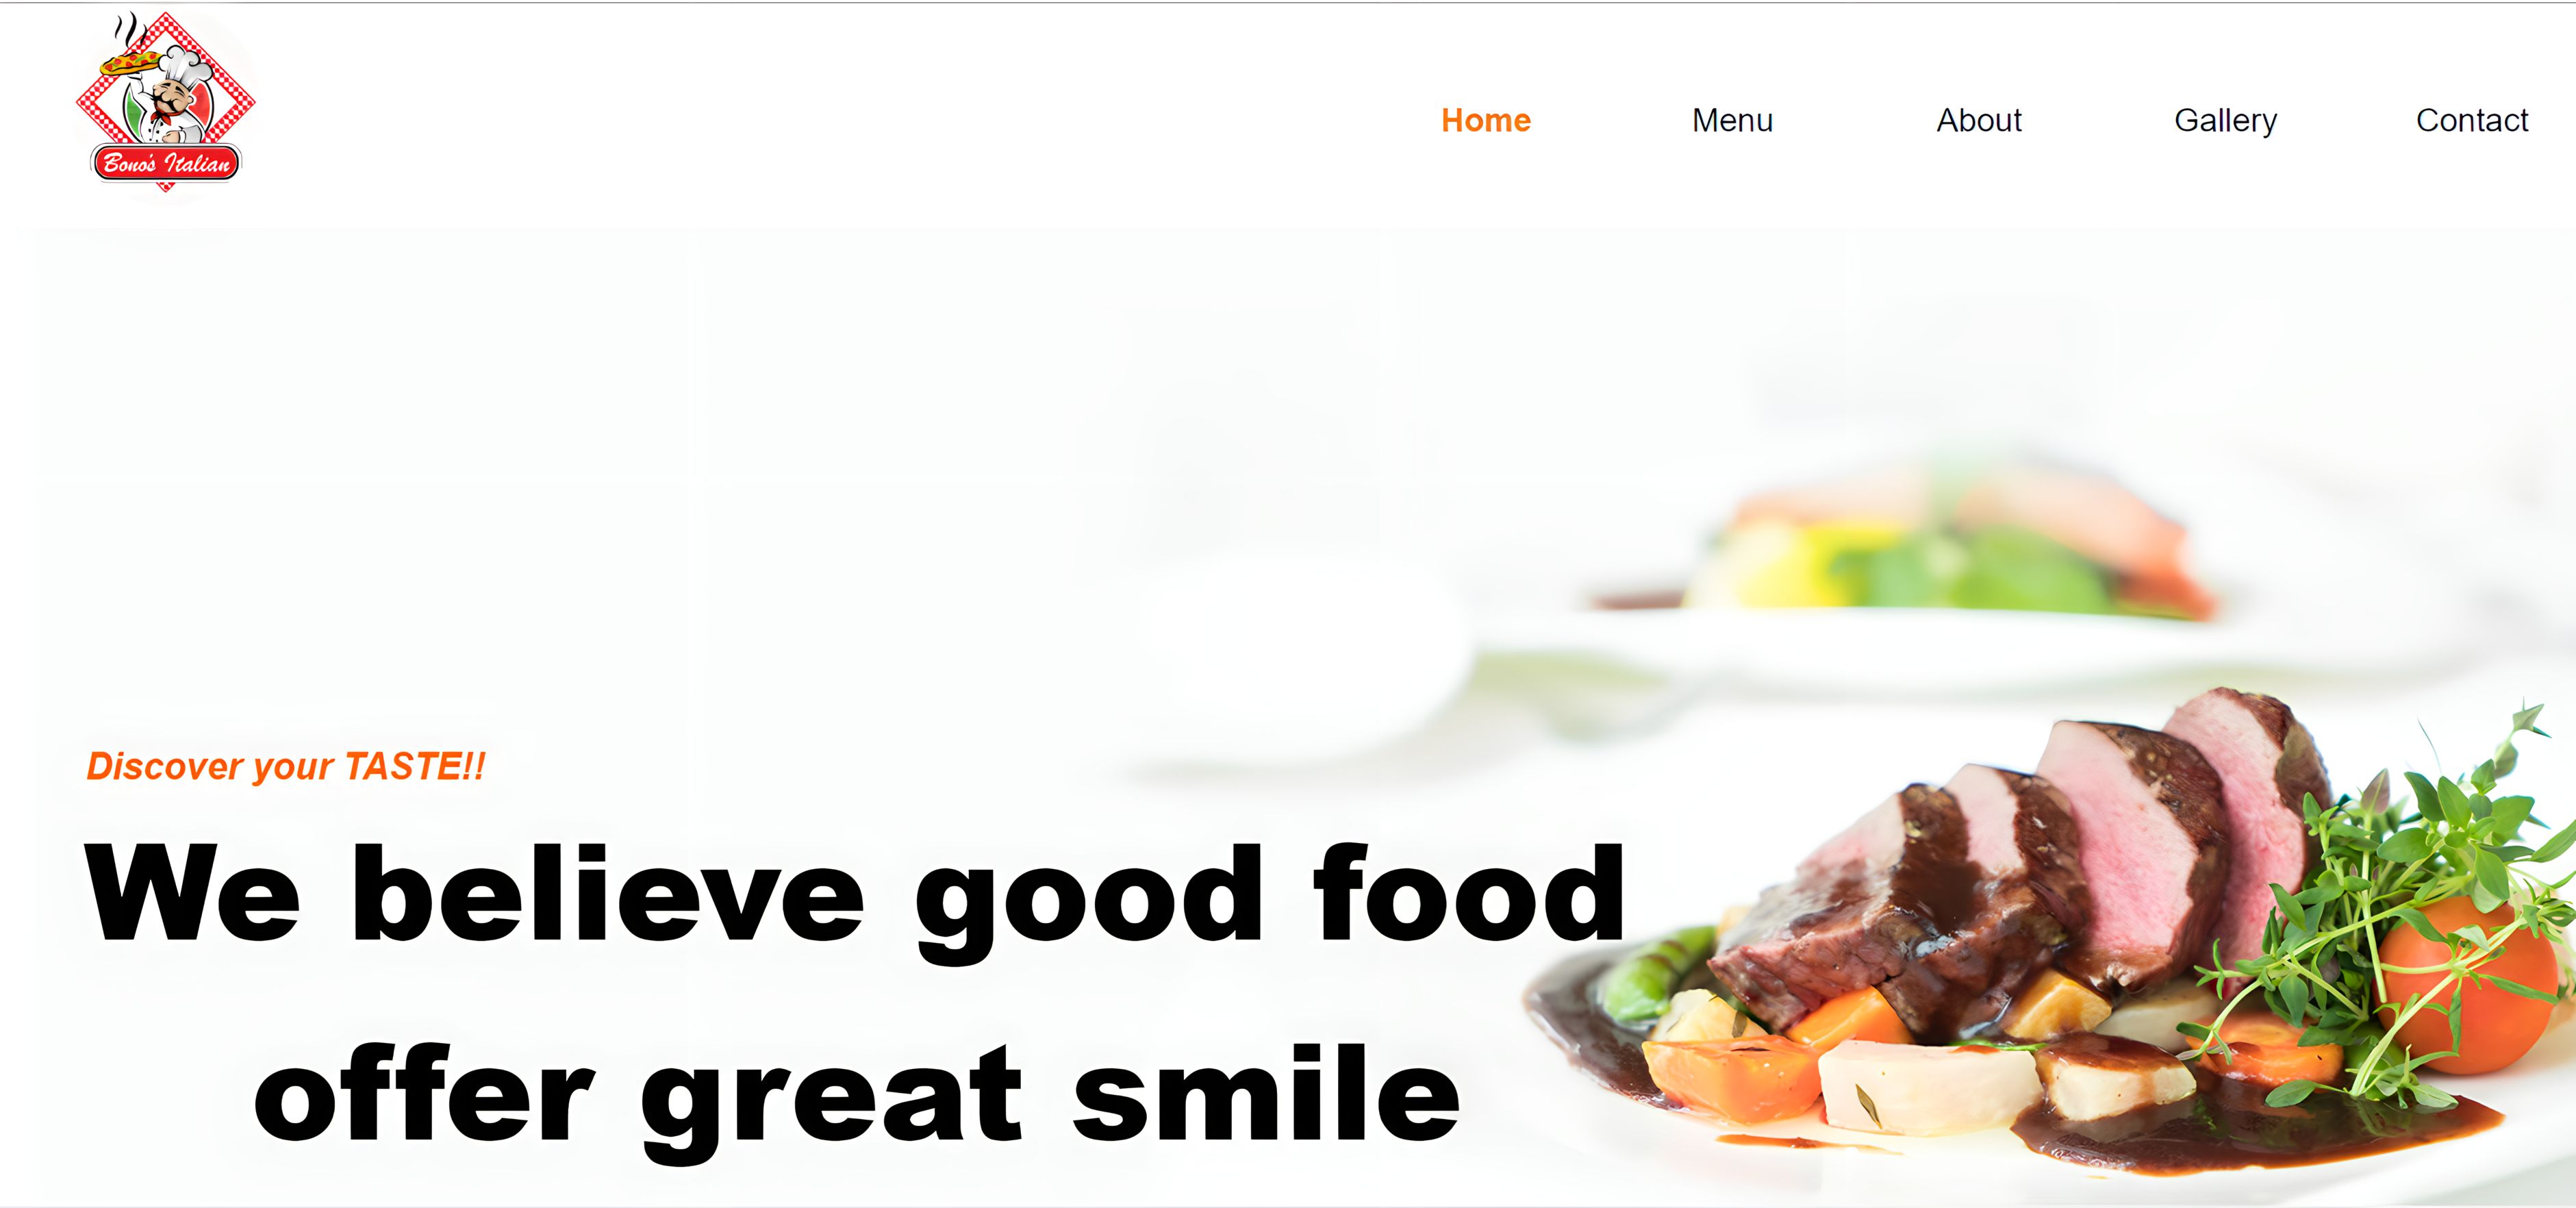 Bono's Italian
Home Menu About Gallery Contact
Discover your TASTE!!
We believe good food
offer great smile